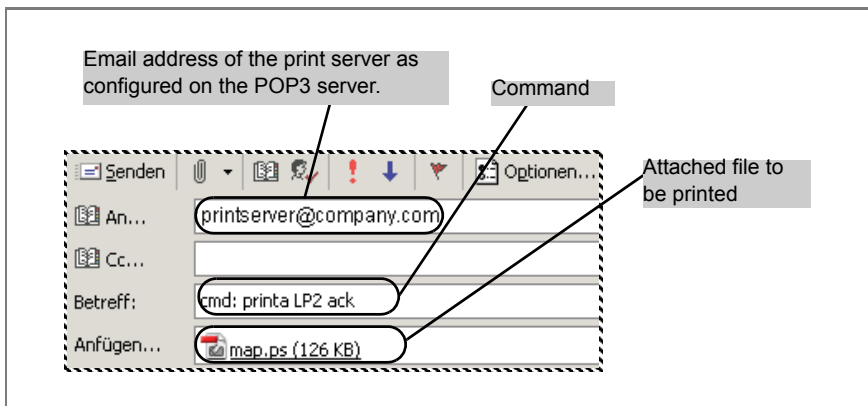 Email address of the print server as
configured on the POP3 server.
Command
Attached file to
be printed
Senden
Optionen...
An...
printserver@company.com
Cc...
Betreff:
cmd: printa LP2 ack
Anfügen...
map.ps (126 KB)